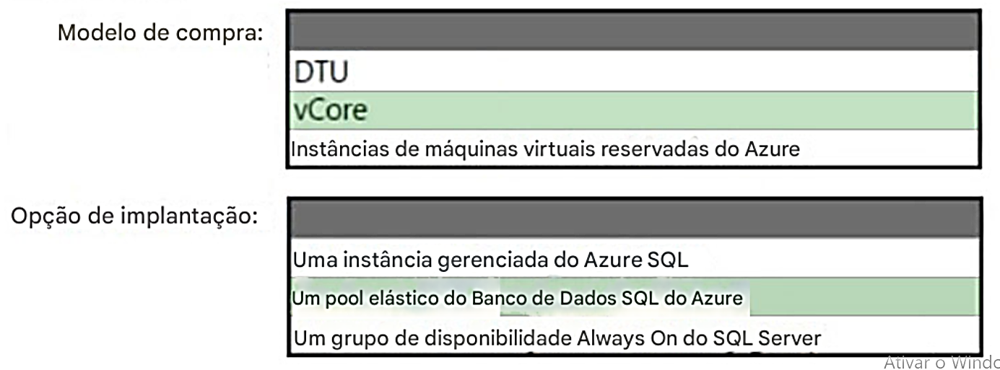 Modelo de compra:
DTU
vCore
Instâncias de máquinas virtuais reservadas do Azure
Opção de implantação:
Uma instância gerenciada do Azure SQL
Um pool elástico do Banco de Dados SQL do Azure
Um grupo de disponibilidade Always On do SQL Server
Ativar o Windo